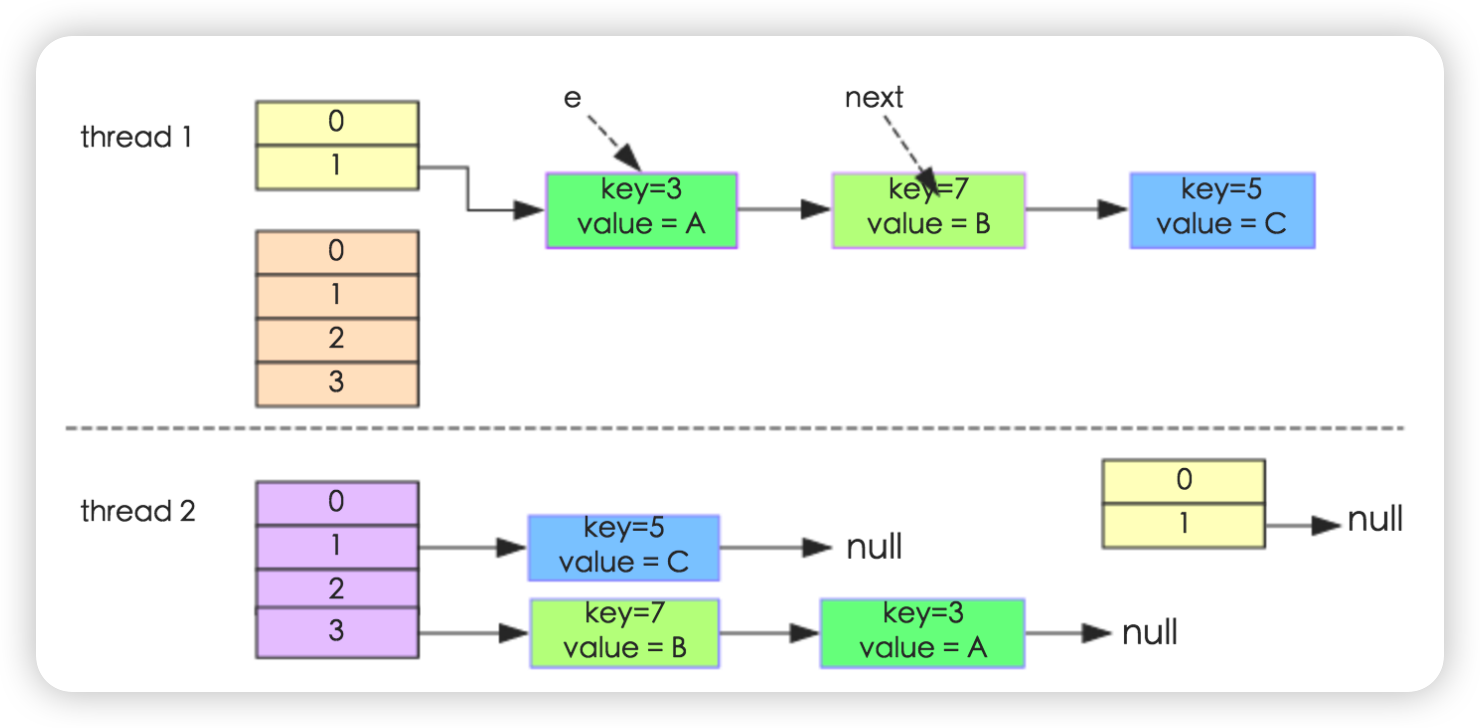 e
next
thread 1
0
1
key=3
value = A
key=7
value = B
key=5
value = C
0
1
2
3
thread 2
0
1
2
3
key=5
value = C
null
key=7
value = B
key=3
value = A
null
0
1
null